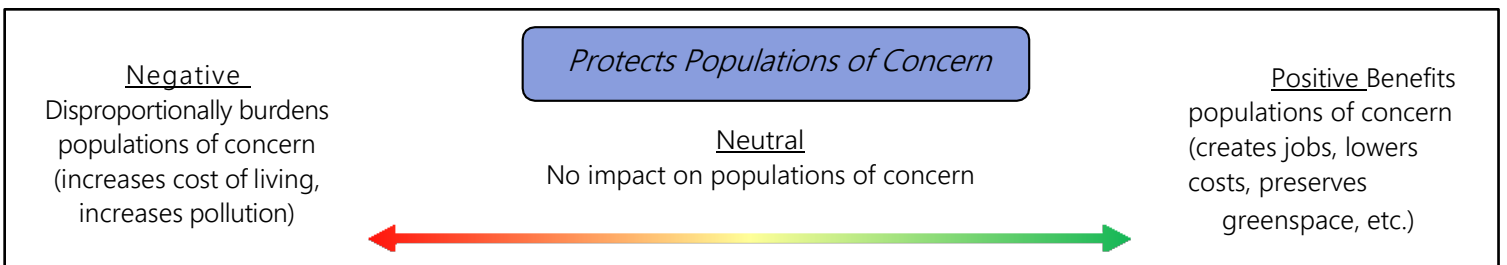 Protects Populations of Concern
Negative
Disproportionally burdens
populations of concern
(increases cost of living,
increases pollution)
Neutral
No impact on populations of concern
Positive Benefits
populations of concern
(creates jobs, lowers
costs, preserves
greenspace, etc.)